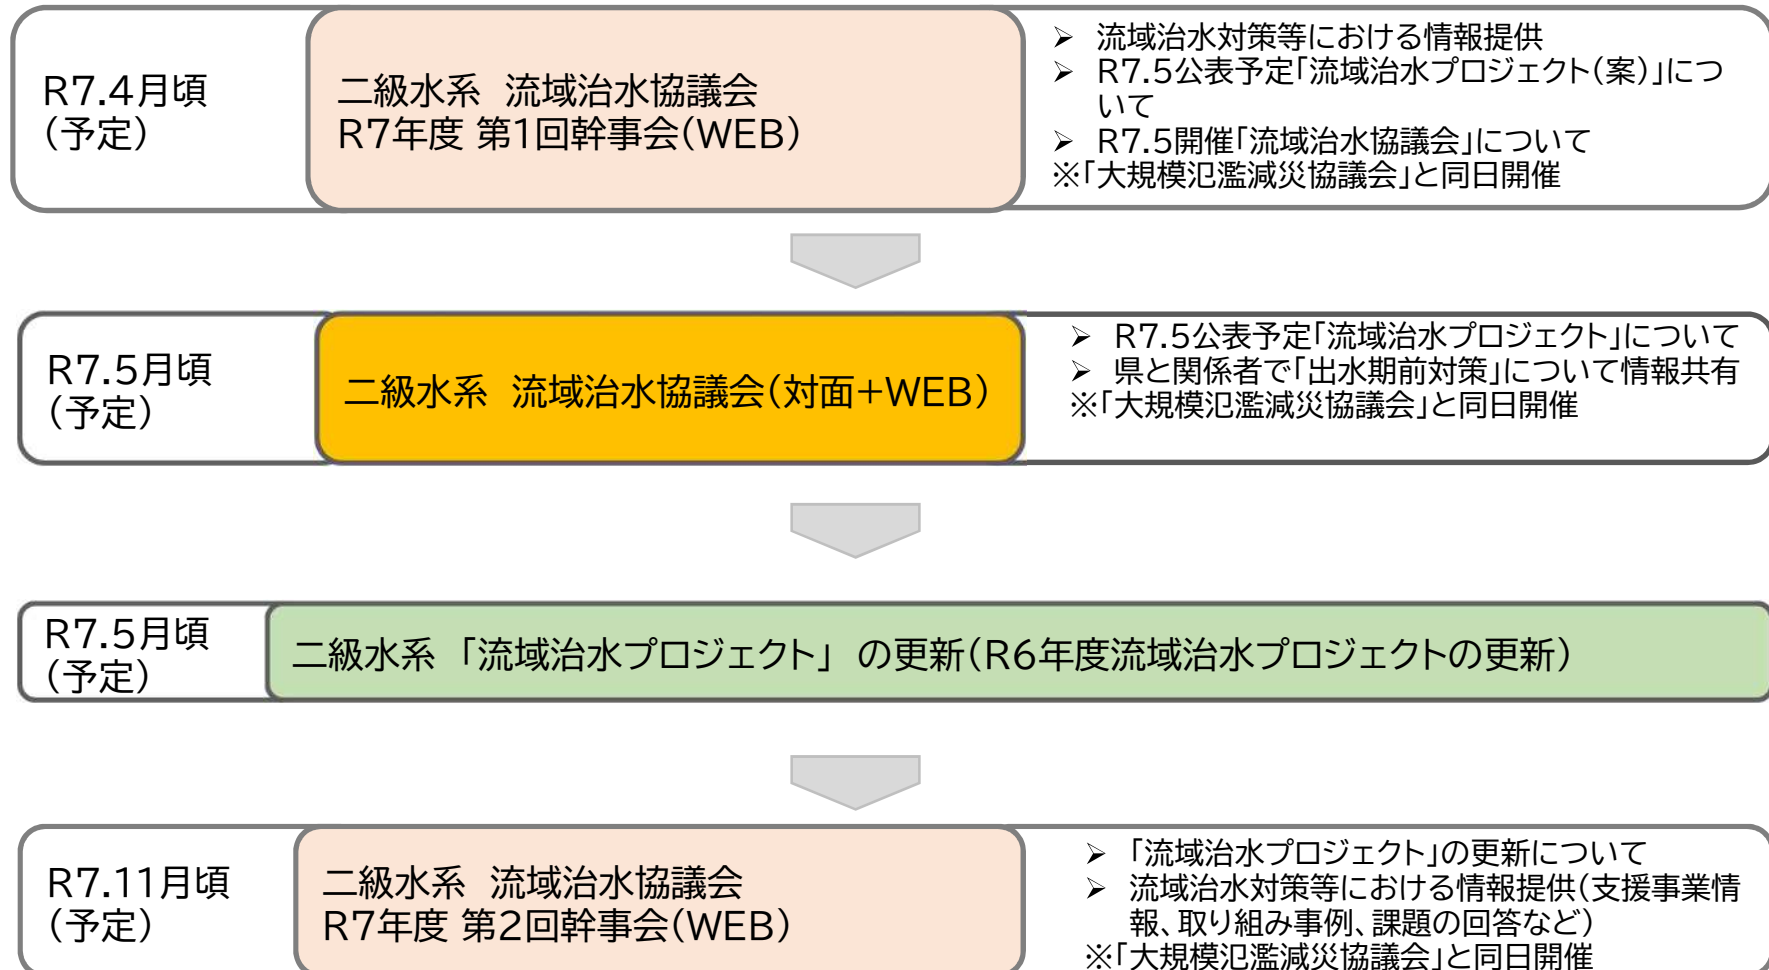 R7.4月頃
(予定)
二級水系 流域治水協議会
R7年度 第1回幹事会(WEB)
➢ 流域治水対策等における情報提供
➢ R7.5公表予定「流域治水プロジェクト(案)」につ
いて
➢ R7.5開催「流域治水協議会」について
※「大規模氾濫減災協議会」と同日開催
R7.5月頃
(予定)
二級水系 流域治水協議会(対面+WEB)
➢ R7.5公表予定「流域治水プロジェクト」について
➢ 県と関係者で「出水期前対策」について情報共有
※「大規模氾濫減災協議会」と同日開催
R7.5月頃
(予定)
二級水系 「流域治水プロジェクト」 の更新(R6年度流域治水プロジェクトの更新)
R7.11月頃
(予定)
二級水系 流域治水協議会
R7年度 第2回幹事会(WEB)
➢ 「流域治水プロジェクト」の更新について
➢ 流域治水対策等における情報提供(支援事業情
報、取り組み事例、課題の回答など)
※「大規模氾濫減災協議会」と同日開催